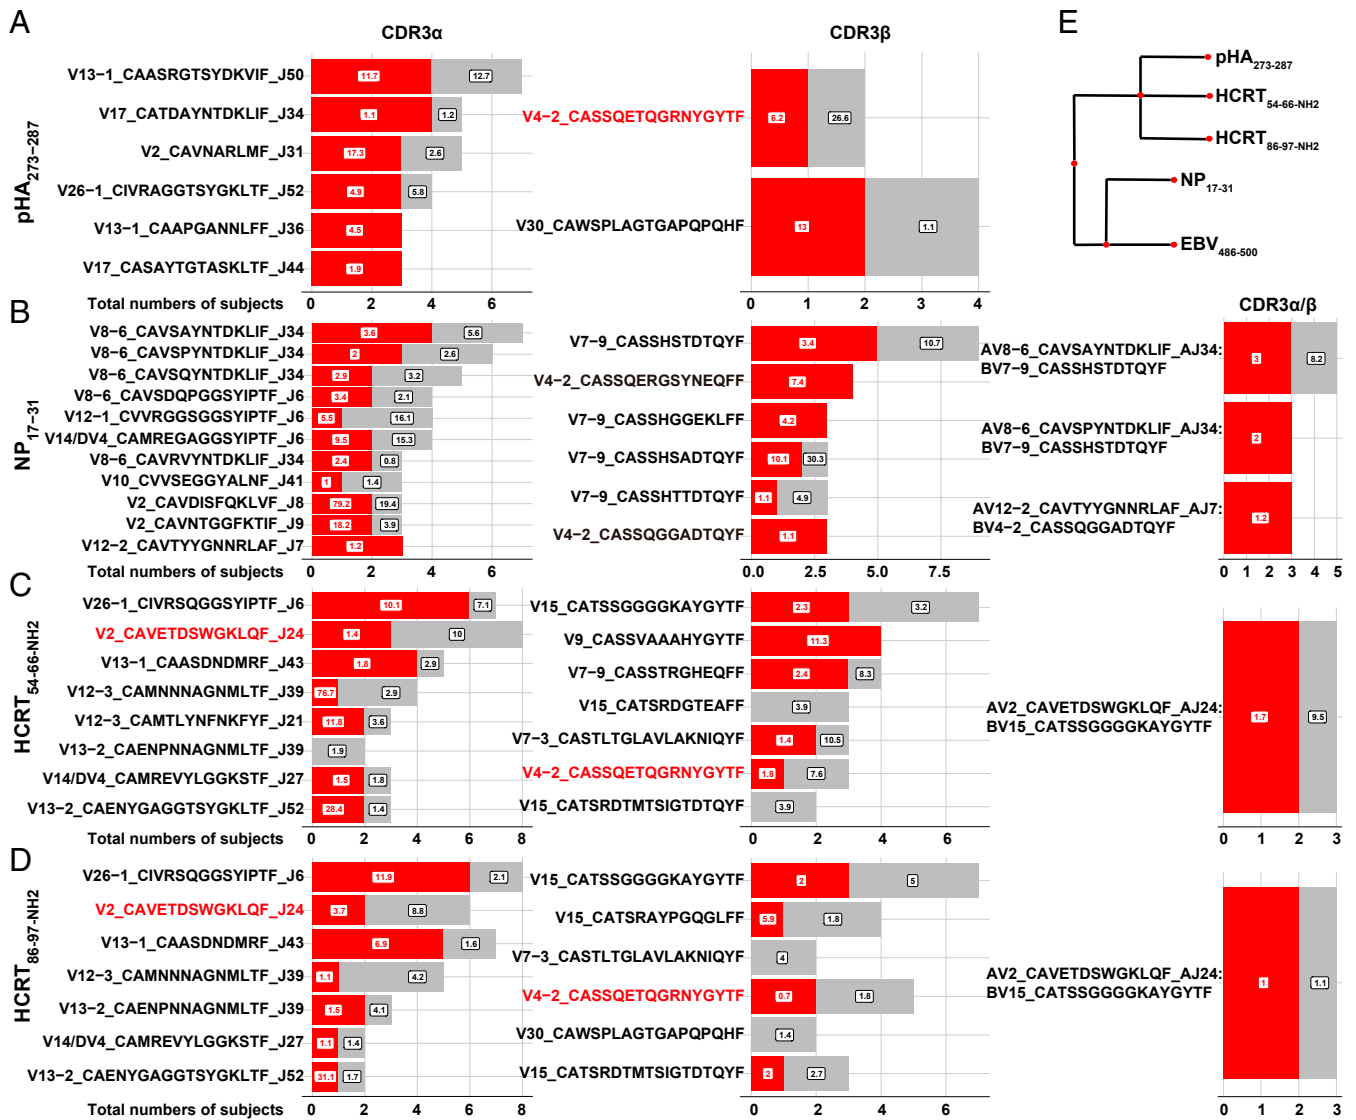 A
CDR3α
CDR3β
E
pHA273−287
V13−1_CAASRGTSYDKVIF_J50
11.7
12.7
V17_CATDAYNTDKLIF_J34
1.1
1.2
V2_CAVNARLMF_J31
17.3
2.6
V26−1_CIVRAGGTSYGKLTF_J52
4.9
5.8
V13−1_CAAPGANNLFF_J36
4.5
V17_CASAYTGTASKLTF_J44
1.9
Total numbers of subjects
0 2 4 6
V4−2_CASSQETQGRNYGYTF
6.2
26.6
V30_CAWSPLAGTGAPQPQHF
13
1.1
0 1 2 3 4
pHA273-287
HCRT54-66-NH2
HCRT86-97-NH2
NP17-31
EBV486-500
B
NP17−31
V8−6_CAVSAYNTDKLIF_J34
3.6
5.6
V8−6_CAVSPYNTDKLIF_J34
2
2.6
V8−6_CAVSQYNTDKLIF_J34
2.9
3.2
V8−6_CAVSDQPGGSYIPTF_J6
3.4
2.1
V12−1_CVVRGGSGGSYIPTF_J6
5.5
16.1
V14/DV4_CAMREGAGGSYIPTF_J6
9.5
15.3
V8−6_CAVRVYNTDKLIF_J34
2.4
0.8
V10_CVVSEGGYALNF_J41
1
1.4
V2_CAVDISFQKLVF_J8
79.2
19.4
V2_CAVNTGGFKTIF_J9
18.2
3.9
V12−2_CAVTYYGNNRLAF_J7
1.2
Total numbers of subjects
0 2 4 6
V7−9_CASSHSTDTQYF
3.4
10.7
V4−2_CASSQERGSYNEQFF
7.4
V7−9_CASSHGGEKLFF
4.2
V7−9_CASSHSADTQYF
10.1
30.3
V7−9_CASSHTTDTQYF
1.1
4.9
V4−2_CASSQGGADTQYF
1.1
0.0 2.5 5.0 7.5
CDR3α/β
AV8−6_CAVSAYNTDKLIF_AJ34:
BV7−9_CASSHSTDTQYF
3
8.2
AV8−6_CAVSPYNTDKLIF_AJ34:
BV7−9_CASSHSTDTQYF
2
AV12−2_CAVTYYGNNRLAF_AJ7:
BV4−2_CASSQGGADTQYF
1.2
0 1 2 3 4 5
C
HCRT54-66-NH2
V26−1_CIVRSQGGSYIPTF_J6
10.1
7.1
V2_CAVETDSWGKLQF_J24
1.4
10
V13−1_CAASDNDMRF_J43
1.8
2.9
V12−3_CAMNNNAGNMLTF_J39
76.7
2.9
V12−3_CAMTLYNFNKFYF_J21
11.8
3.6
V13−2_CAENPNNAGNMLTF_J39
1.9
V14/DV4_CAMREVYLGGKSTF_J27
1.5
1.8
V13−2_CAENYGAGGTSYGKLTF_J52
28.4
1.4
Total numbers of subjects
0 2 4 6 8
V15_CATSSGGGGKAYGYTF
2.3
3.2
V9_CASSVAAAHYGYTF
11.3
V7−9_CASSTRGHEQFF
2.4
8.3
V15_CATSRDGTEAFF
3.9
V7−3_CASTLTGLAVLAKNIQYF
1.4
10.5
V4−2_CASSQETQGRNYGYTF
1.8
7.6
V15_CATSRDTMTSIGTDTQYF
3.9
0 2 4 6
AV2_CAVETDSWGKLQF_AJ24:
BV15_CATSSGGGGKAYGYTF
1.7
9.5
0 1 2 3
D
HCRT86-97-NH2
V26−1_CIVRSQGGSYIPTF_J6
11.9
2.1
V2_CAVETDSWGKLQF_J24
3.7
8.8
V13−1_CAASDNDMRF_J43
6.9
1.6
V12−3_CAMNNNAGNMLTF_J39
1.1
4.2
V13−2_CAENPNNAGNMLTF_J39
1.5
4.1
V14/DV4_CAMREVYLGGKSTF_J27
1.1
1.4
V13−2_CAENYGAGGTSYGKLTF_J52
31.1
1.7
Total numbers of subjects
0 2 4 6 8
V15_CATSSGGGGKAYGYTF
2
5
V15_CATSRAYPGQGLFF
5.9
1.8
V7−3_CASTLTGLAVLAKNIQYF
4
V4−2_CASSQETQGRNYGYTF
0.7
1.8
V30_CAWSPLAGTGAPQPQHF
1.4
V15_CATSRDTMTSIGTDTQYF
2
2.7
0 2 4 6
AV2_CAVETDSWGKLQF_AJ24:
BV15_CATSSGGGGKAYGYTF
1
1.1
0 1 2 3